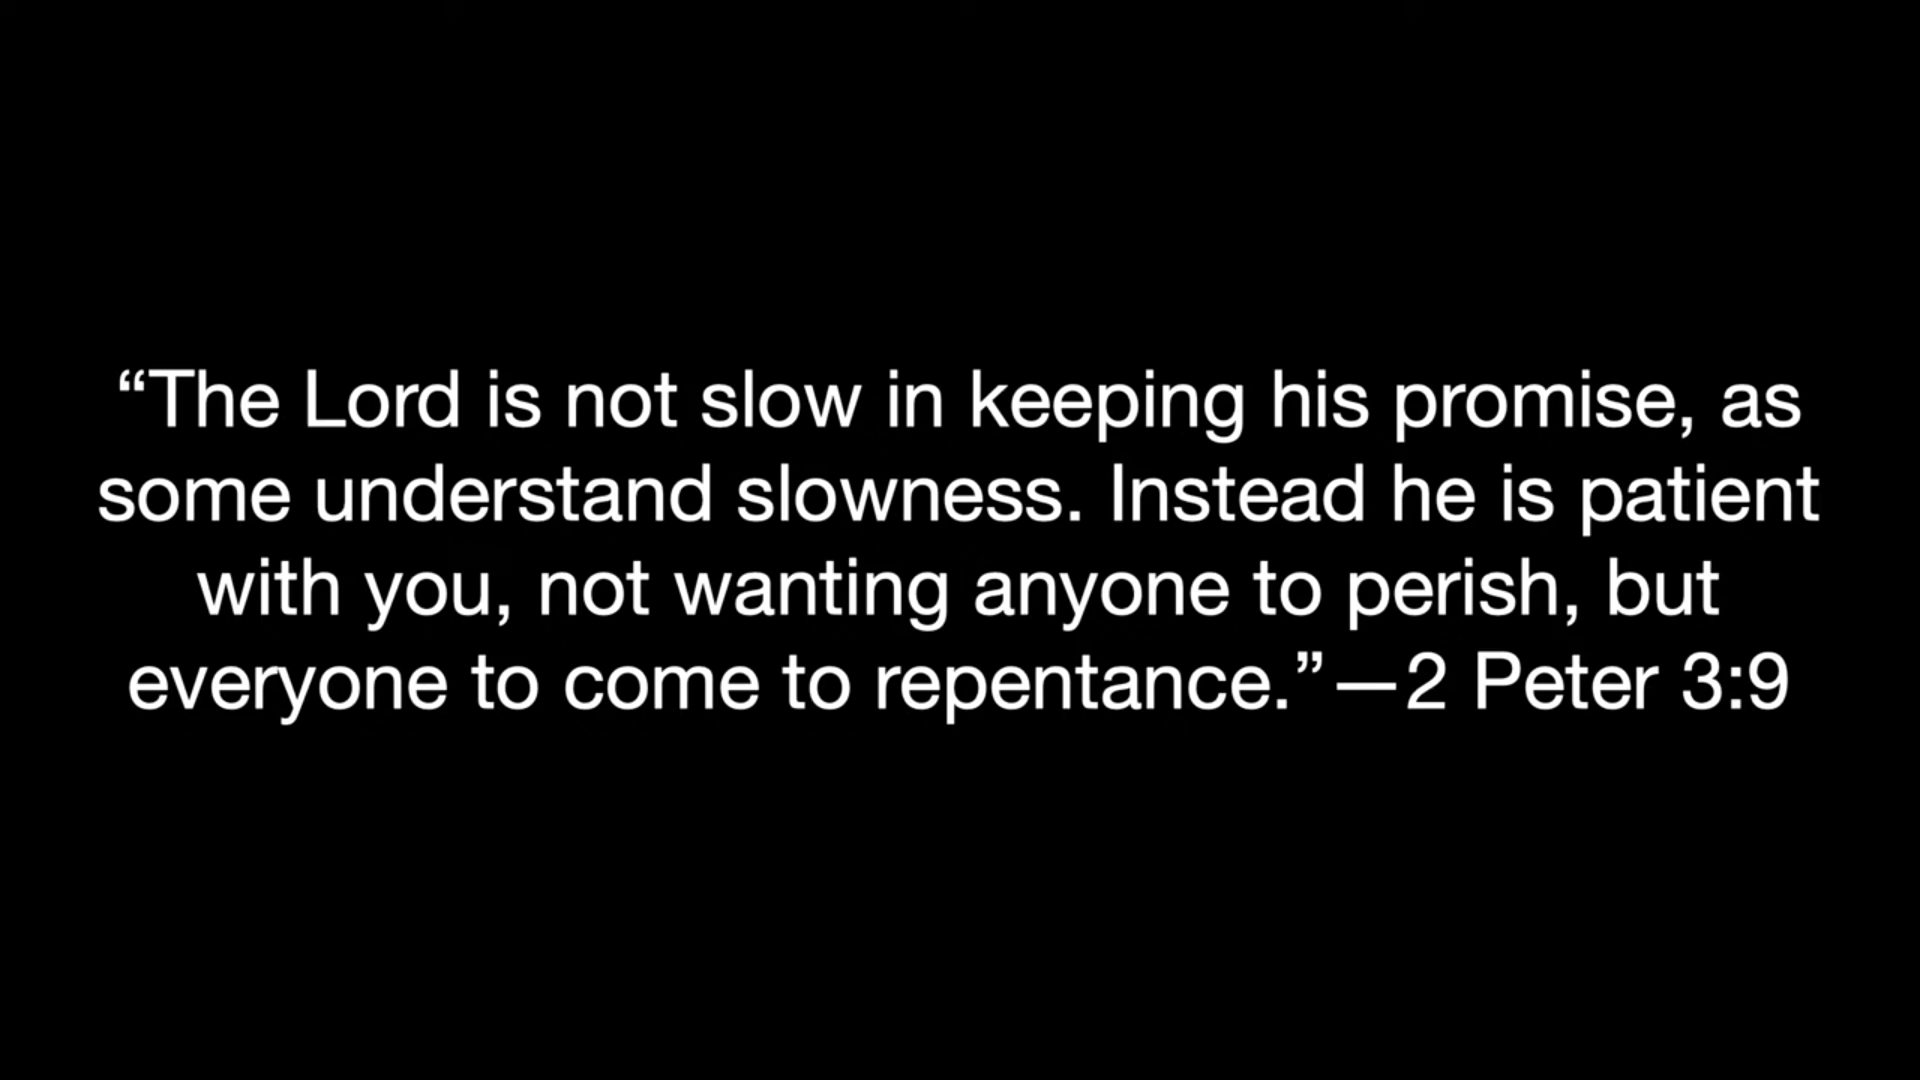 “The Lord is not slow in keeping his promise, as
some understand slowness. Instead he is patient
with you, not wanting anyone to perish, but
everyone to come to repentance.”—2 Peter 3:9